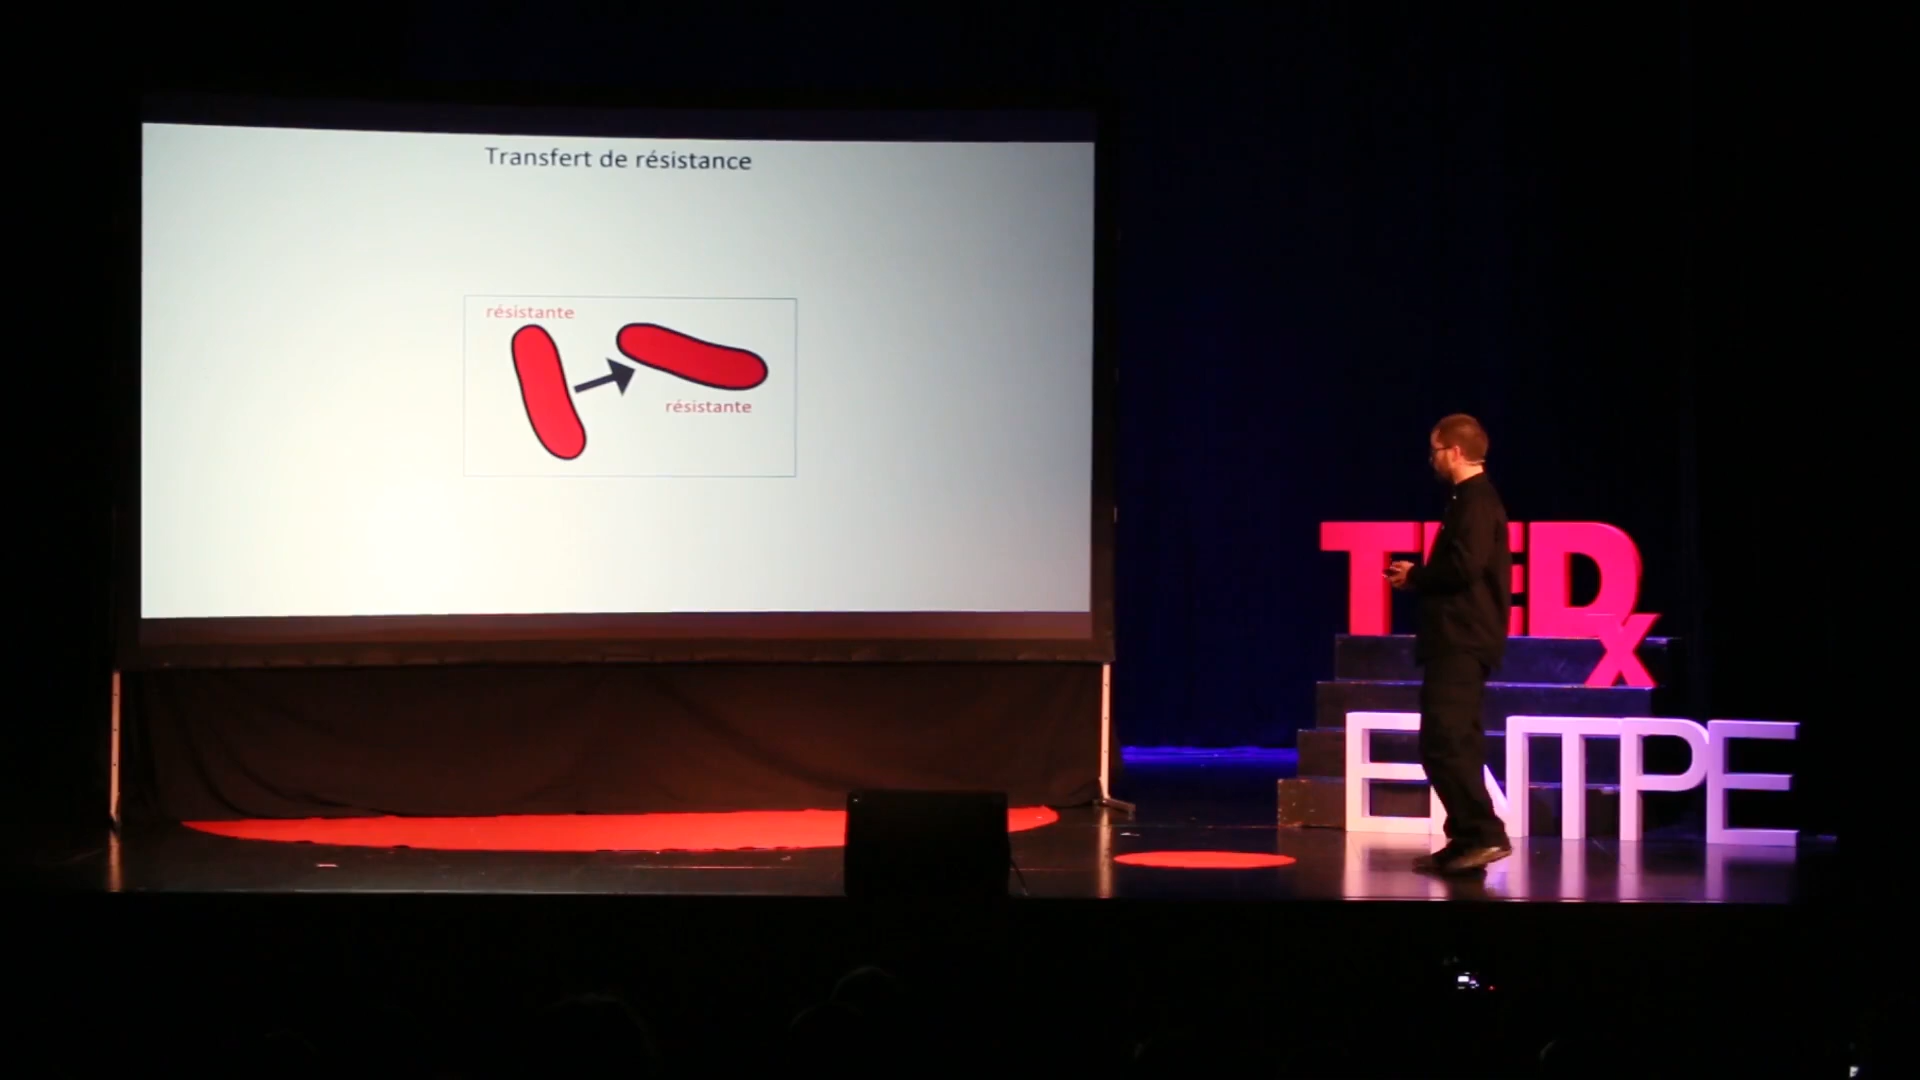 Transfert de résistance
résistante
résistante
TEDx
ENTPE